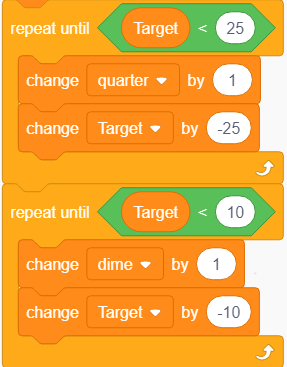 repeat until Target < 25
change quarter by 1
change Target by -25
repeat until Target < 10
change dime by 1
change Target by -10